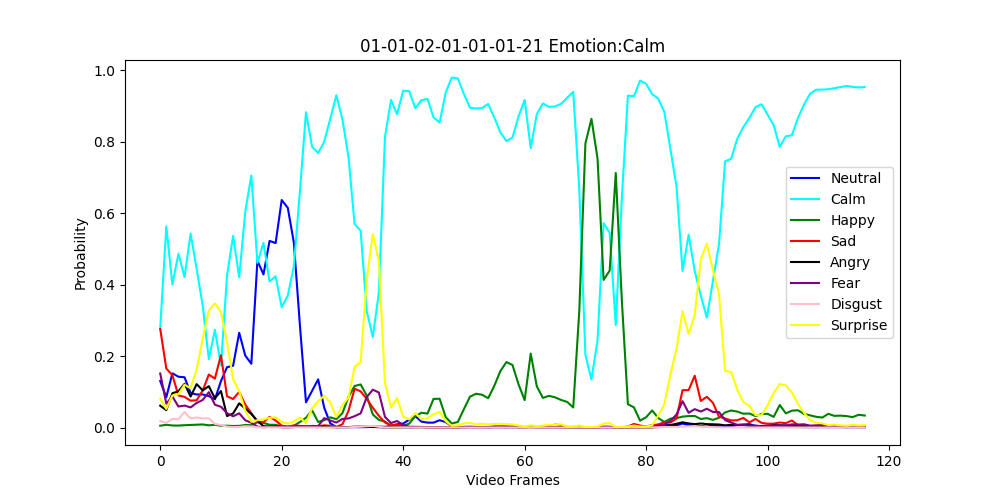 01-01-02-01-01-01-21 Emotion:Calm
1.0
0.8
0.6
0.4
0.2
0.0
Probability
Neutral
Calm
Happy
Sad
Angry
Fear
Disgust
Surprise
0 20 40 60 80 100 120
Video Frames